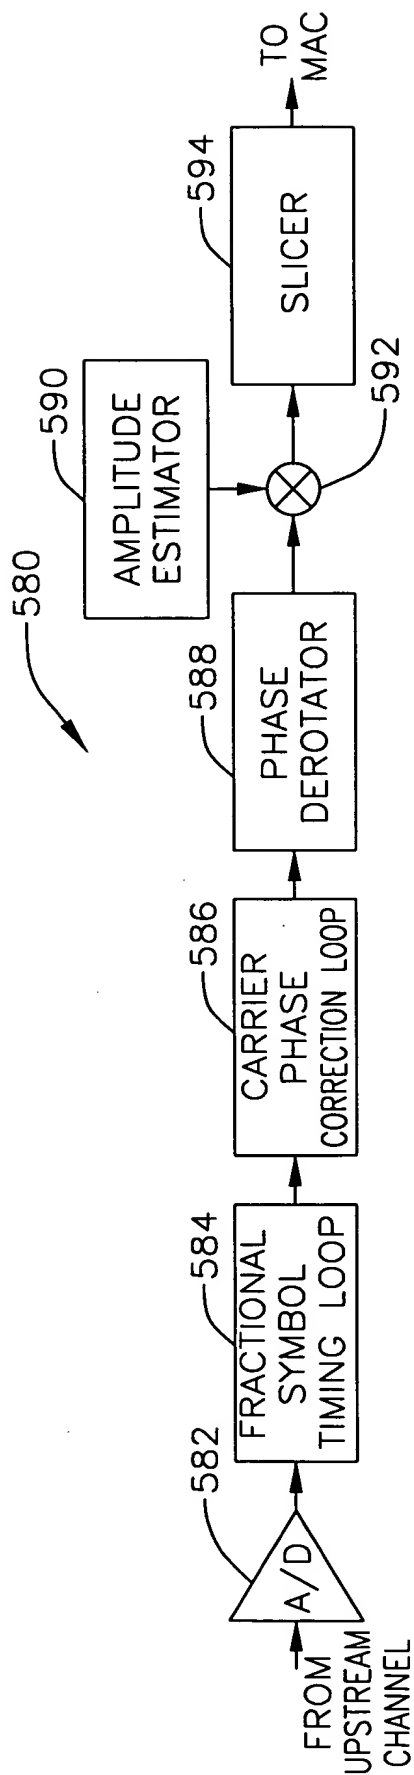 580
FROM
UPSTREAM
CHANNEL
A/D
582
FRACTIONAL
SYMBOL
TIMING LOOP
584
CARRIER
PHASE
CORRECTION LOOP
586
PHASE
DEROTATOR
588
AMPLITUDE
ESTIMATOR
590
592
SLICER
594
TO
MAC